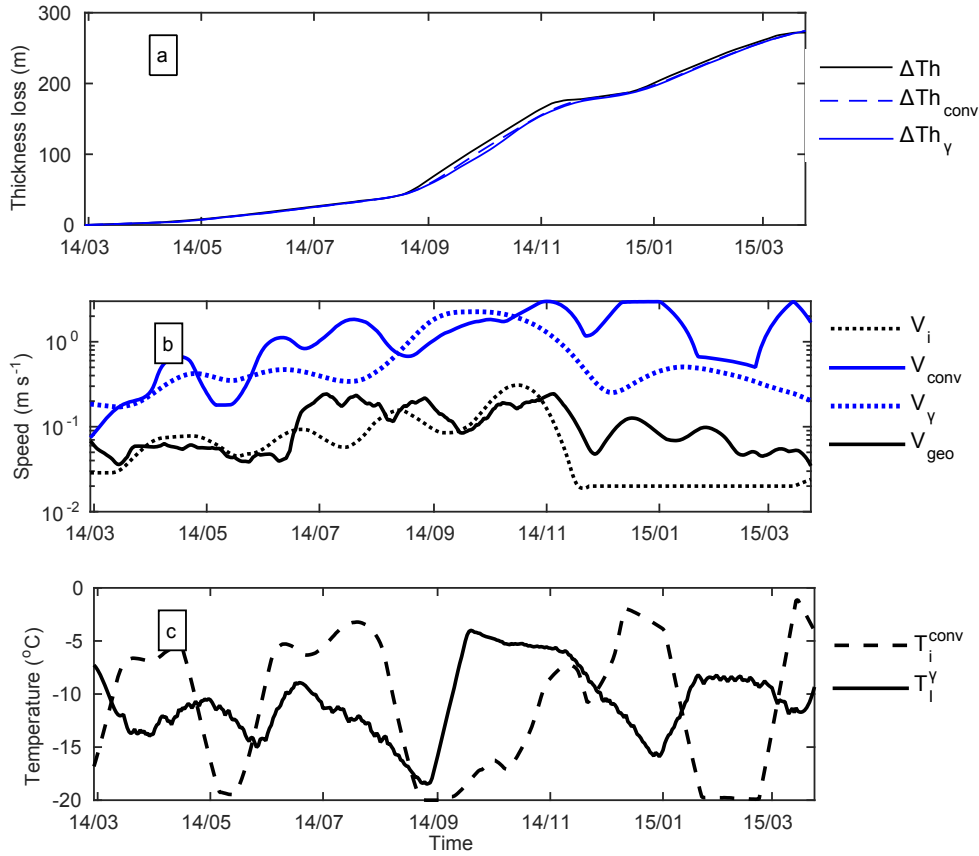 300
200
100
0
Thickness loss (m)
a
14/03 14/05 14/07 14/09 14/11 15/01 15/03
ΔTh
ΔTh_conv
ΔTh_γ
10^0
10^-1
10^-2
Speed (m s^-1)
b
14/03 14/05 14/07 14/09 14/11 15/01 15/03
V_i
V_conv
V_γ
V_geo
0
-5
-10
-15
-20
Temperature (°C)
c
14/03 14/05 14/07 14/09 14/11 15/01 15/03
Time
T_i^conv
T_I^γ